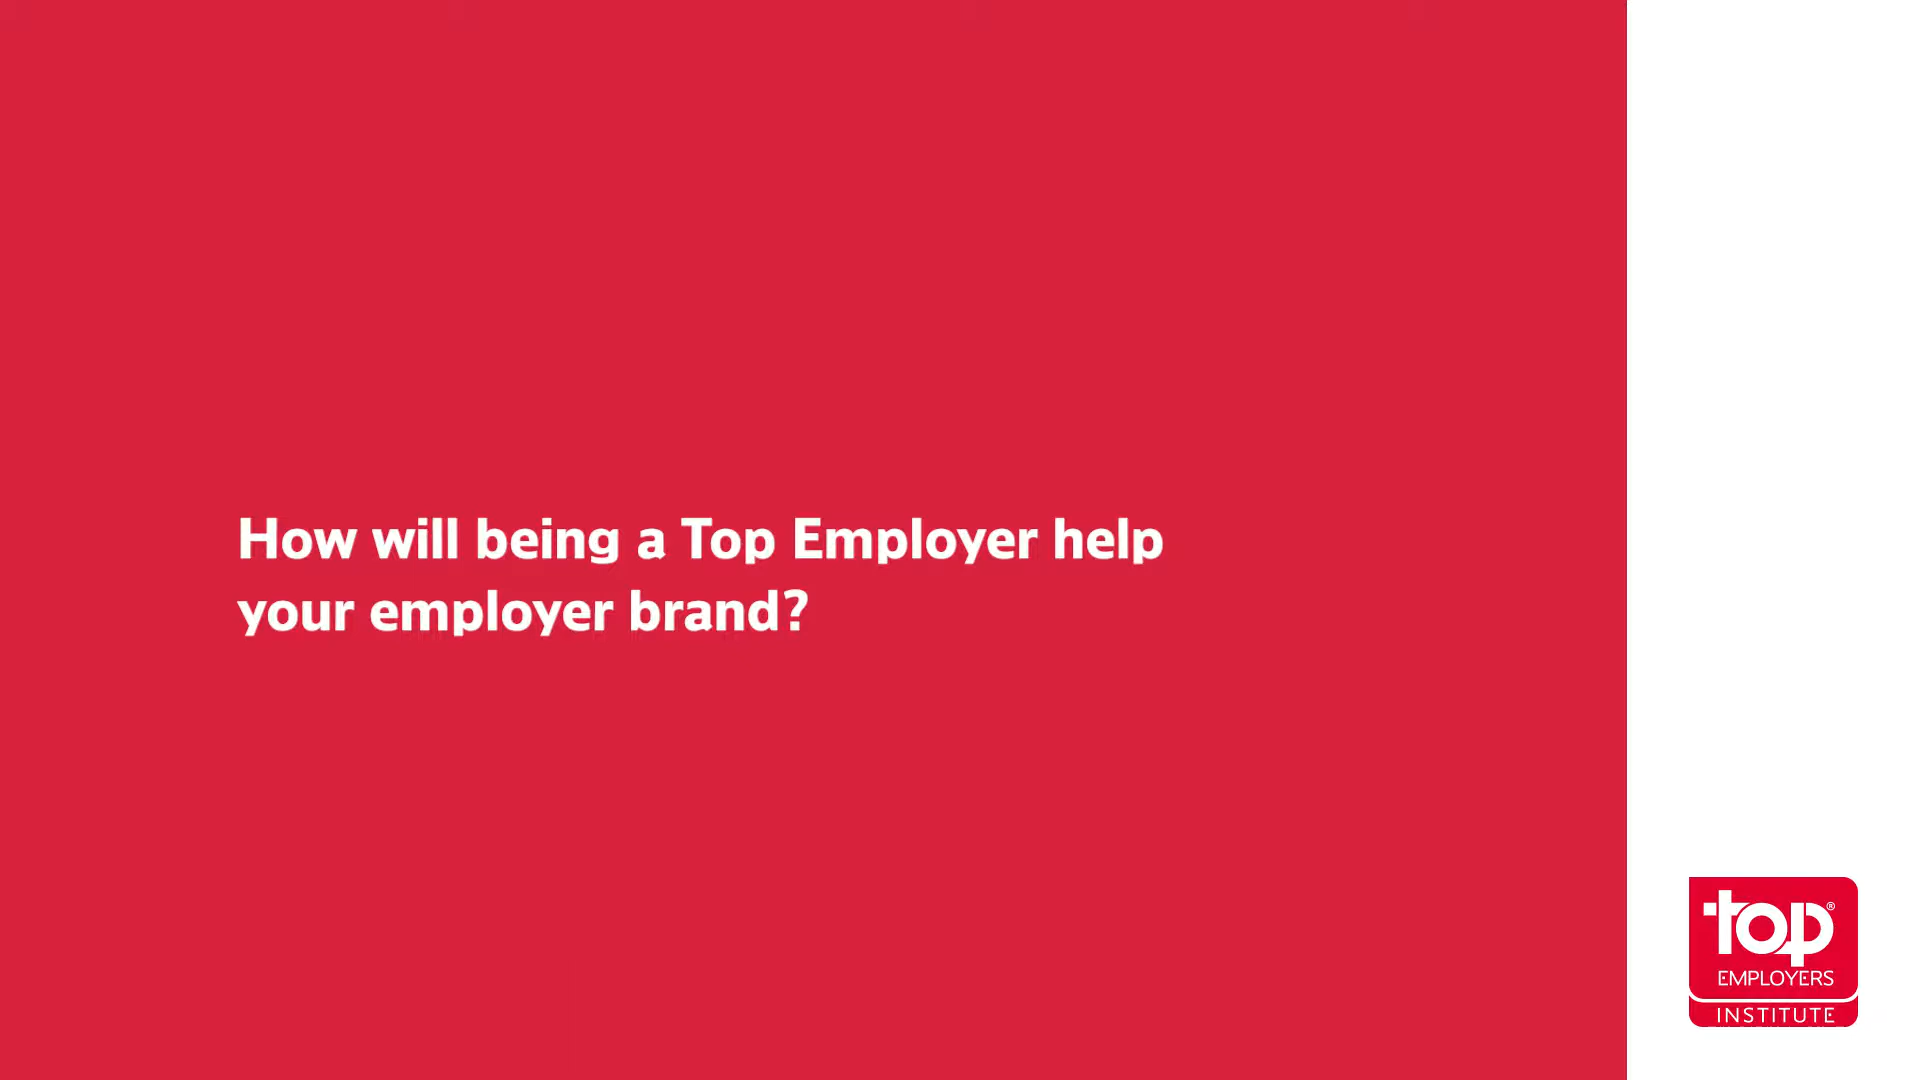 How will being a Top Employer help
your employer brand?
top®
EMPLOYERS
INSTITUTE